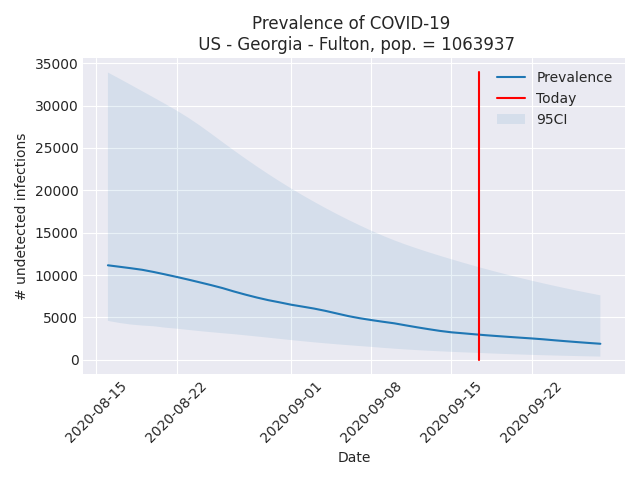 Prevalence of COVID-19
US - Georgia - Fulton, pop. = 1063937
35000
30000
25000
20000
15000
10000
5000
0
# undetected infections
Prevalence
Today
95CI
2020-08-15
2020-08-22
2020-09-01
2020-09-08
2020-09-15
2020-09-22
Date